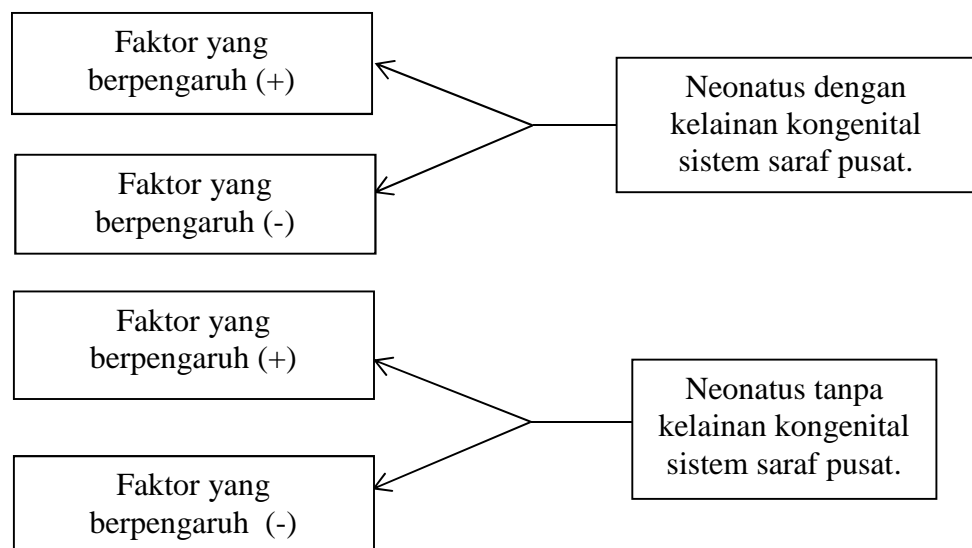 Faktor yang
berpengaruh (+)
Neonatus dengan
kelainan kongenital
sistem saraf pusat.
Faktor yang
berpengaruh (-)
Faktor yang
berpengaruh (+)
Neonatus tanpa
kelainan kongenital
sistem saraf pusat.
Faktor yang
berpengaruh (-)